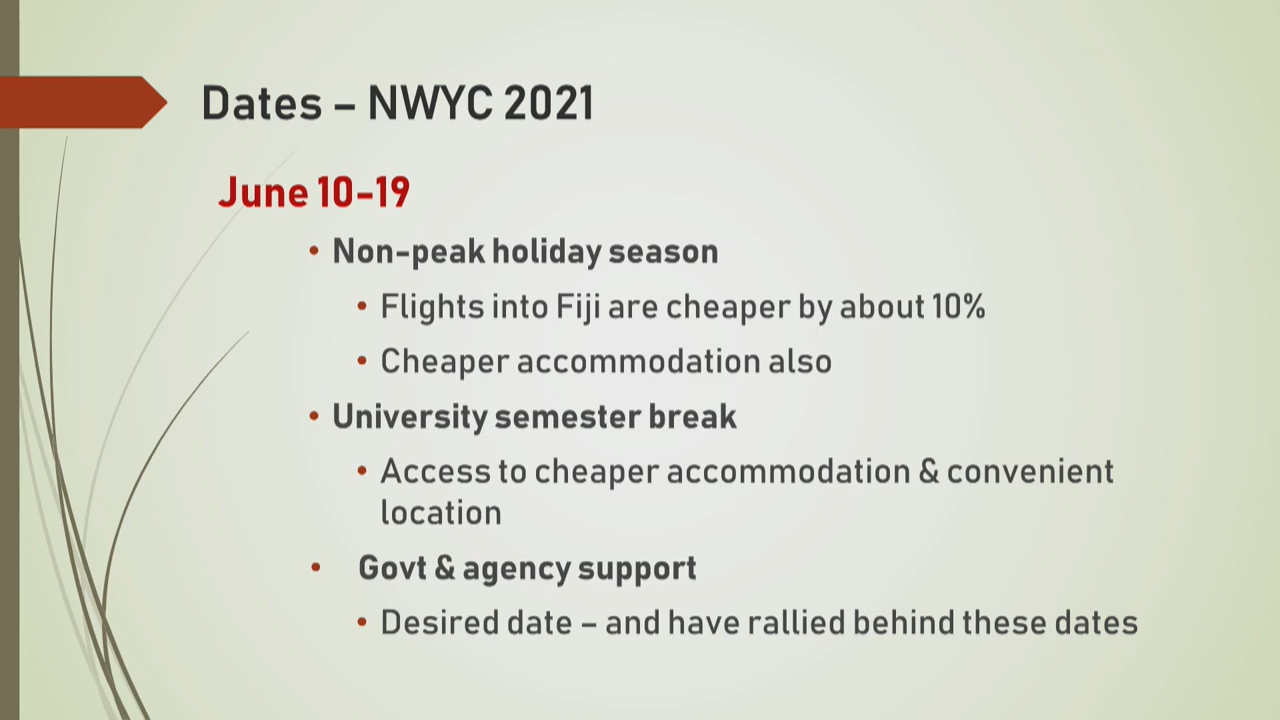 Dates – NWYC 2021
June 10-19
• Non-peak holiday season
• Flights into Fiji are cheaper by about 10%
• Cheaper accommodation also
• University semester break
• Access to cheaper accommodation & convenient
location
• Govt & agency support
• Desired date – and have rallied behind these dates